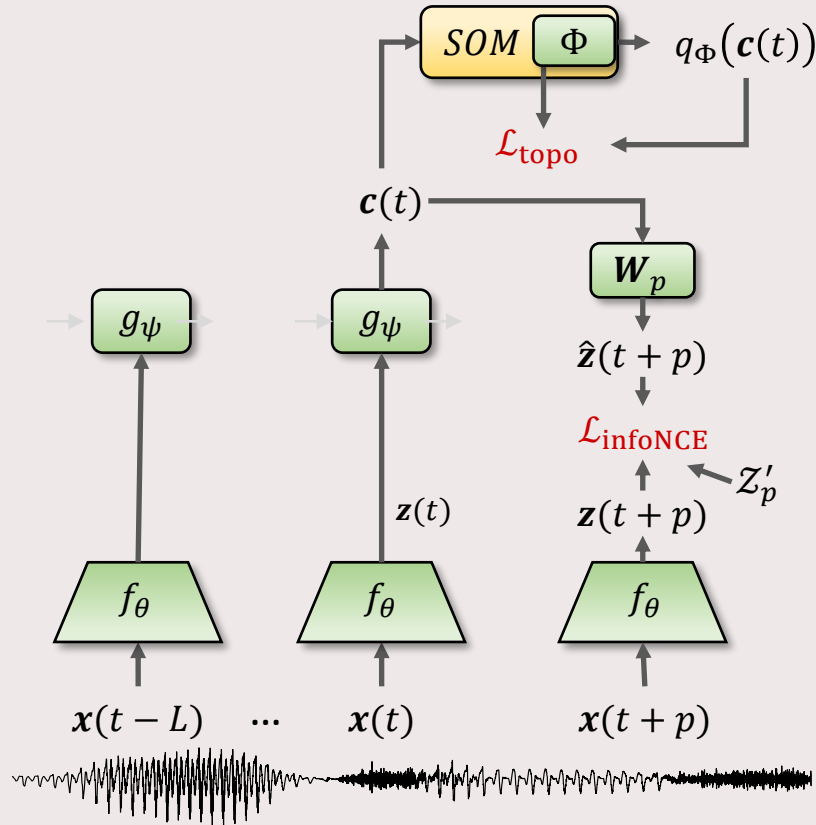 SOM Φ q_Φ(c(t))
ℒ_topo
c(t)
W_p
g_ψ g_ψ
ẑ(t + p)
ℒ_infoNCE
𝒵′_p
z(t) z(t + p)
f_θ f_θ f_θ
x(t − L) ... x(t) x(t + p)